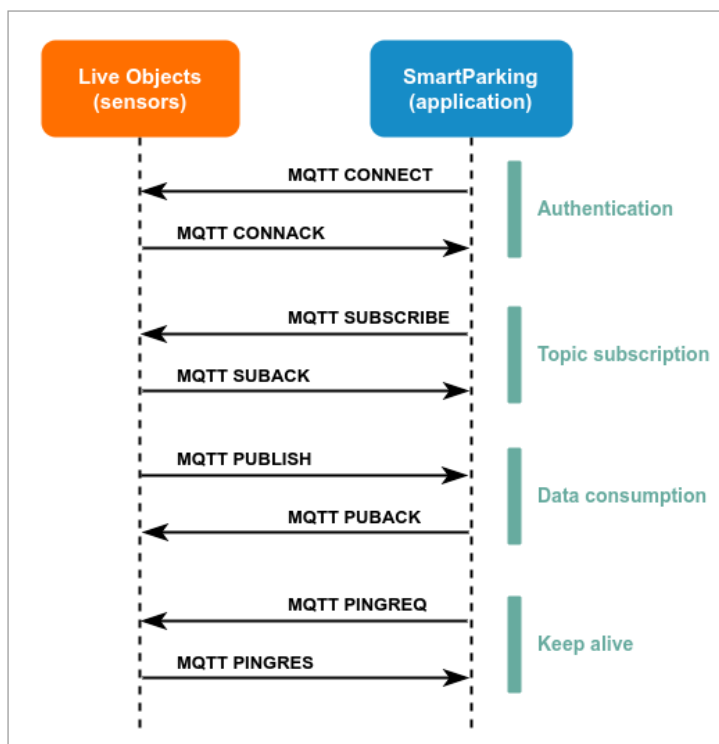 Live Objects
(sensors)
SmartParking
(application)
MQTT CONNECT
Authentication
MQTT CONNACK
MQTT SUBSCRIBE
Topic subscription
MQTT SUBACK
MQTT PUBLISH
Data consumption
MQTT PUBACK
MQTT PINGREQ
Keep alive
MQTT PINGRES